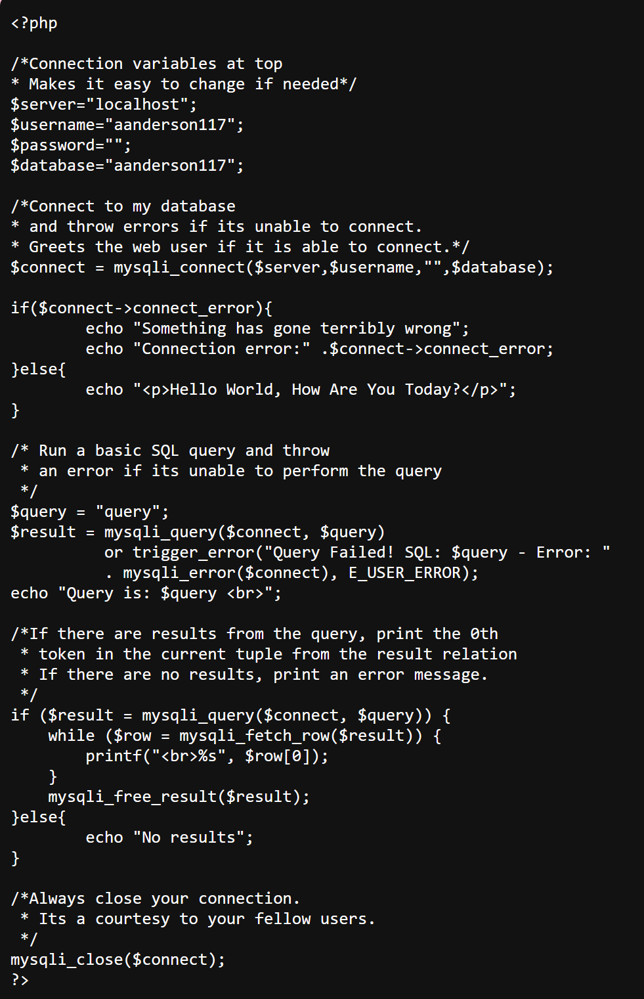 <?php

/*Connection variables at top
* Makes it easy to change if needed*/
$server="localhost";
$username="aanderson117";
$password="";
$database="aanderson117";

/*Connect to my database
* and throw errors if its unable to connect.
* Greets the web user if it is able to connect.*/
$connect = mysqli_connect($server,$username,"",$database);

if($connect->connect_error){
        echo "Something has gone terribly wrong";
        echo "Connection error:" .$connect->connect_error;
}else{
        echo "<p>Hello World, How Are You Today?</p>";
}

/* Run a basic SQL query and throw
 * an error if its unable to perform the query
 */
$query = "query";
$result = mysqli_query($connect, $query)
          or trigger_error("Query Failed! SQL: $query - Error: "
          . mysqli_error($connect), E_USER_ERROR);
echo "Query is: $query <br>";

/*If there are results from the query, print the 0th
 * token in the current tuple from the result relation
 * If there are no results, print an error message.
 */
if ($result = mysqli_query($connect, $query)) {
    while ($row = mysqli_fetch_row($result)) {
        printf("<br>%s", $row[0]);
    }
    mysqli_free_result($result);
}else{
        echo "No results";
}

/*Always close your connection.
 * Its a courtesy to your fellow users.
 */
mysqli_close($connect);
?>